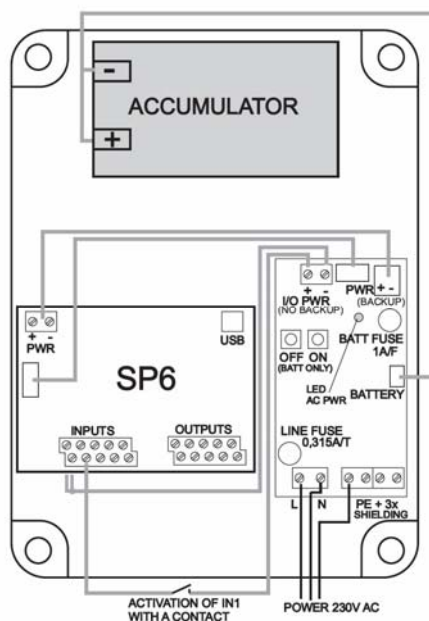 -
ACCUMULATOR
+
+ -
PWR
USB
SP6
INPUTS
OUTPUTS
+ -
I/O PWR
(NO BACKUP)
PWR
+ -
(BACKUP)
BATT FUSE
1A/F
OFF ON
(BATT ONLY)
LED
AC PWR
BATTERY
LINE FUSE
0,315A/T
L N
PE + 3x
SHIELDING
ACTIVATION OF IN1
WITH A CONTACT
POWER 230V AC